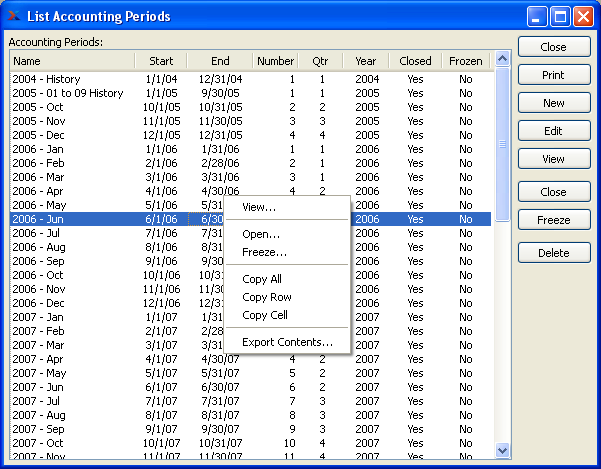 List Accounting Periods
Accounting Periods:
Name Start End Number Qtr Year Closed Frozen
2004 - History 1/1/04 12/31/04 1 1 2004 Yes No
2005 - 01 to 09 History 1/1/05 9/30/05 1 1 2005 Yes No
2005 - Oct 10/1/05 10/31/05 2 2 2005 Yes No
2005 - Nov 11/1/05 11/30/05 3 3 2005 Yes No
2005 - Dec 12/1/05 12/31/05 4 4 2005 Yes No
2006 - Jan 1/1/06 1/31/06 1 1 2006 Yes No
2006 - Feb 2/1/06 2/28/06 2 1 2006 Yes No
2006 - Mar 3/1/06 3/31/06 3 1 2006 Yes No
2006 - Apr 4/1/06 4/30/06 4 2 2006 Yes No
2006 - May 5/1/06 5/31 2006 Yes No
2006 - Jun 6/1/06 6/30 2006 Yes No
2006 - Jul 7/1/06 7/31 2006 Yes No
2006 - Aug 8/1/06 8/31 2006 Yes No
2006 - Sep 9/1/06 9/30 2006 Yes No
2006 - Oct 10/1/06 10/31 2006 Yes No
2006 - Nov 11/1/06 11/30 2006 Yes No
2006 - Dec 12/1/06 12/31 2006 Yes No
2007 - Jan 1/1/07 1/31 2007 Yes No
2007 - Feb 2/1/07 2/28 2007 Yes No
2007 - Mar 3/1/07 3/31 2007 Yes No
2007 - Apr 4/1/07 4/30/07 4 2 2007 Yes No
2007 - May 5/1/07 5/31/07 5 2 2007 Yes No
2007 - Jun 6/1/07 6/30/07 6 2 2007 Yes No
2007 - Jul 7/1/07 7/31/07 7 3 2007 Yes No
2007 - Aug 8/1/07 8/31/07 8 3 2007 Yes No
2007 - Sep 9/1/07 9/30/07 9 3 2007 Yes No
2007 - Oct 10/1/07 10/31/07 10 4 2007 Yes No
2007 - Nov 11/1/07 11/30/07 11 4 2007 Yes No
View...
Open...
Freeze...
Copy All
Copy Row
Copy Cell
Export Contents...
Close
Print
New
Edit
View
Close
Freeze
Delete